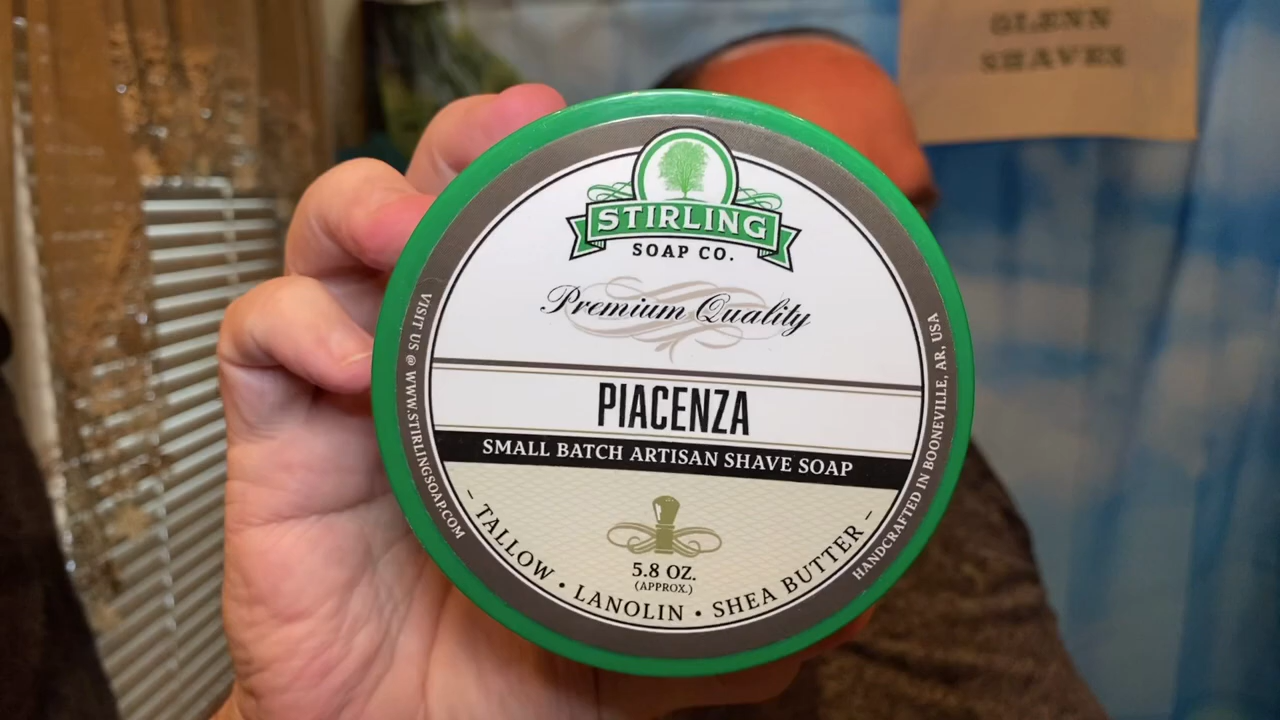 GLENN
SHAVES
STIRLING
SOAP CO.
Premium Quality
PIACENZA
SMALL BATCH ARTISAN SHAVE SOAP
5.8 OZ.
(APPROX.)
- TALLOW • LANOLIN • SHEA BUTTER -
VISIT US @ WWW.STIRLINGSOAP.COM
HANDCRAFTED IN BOONEVILLE, AR, USA